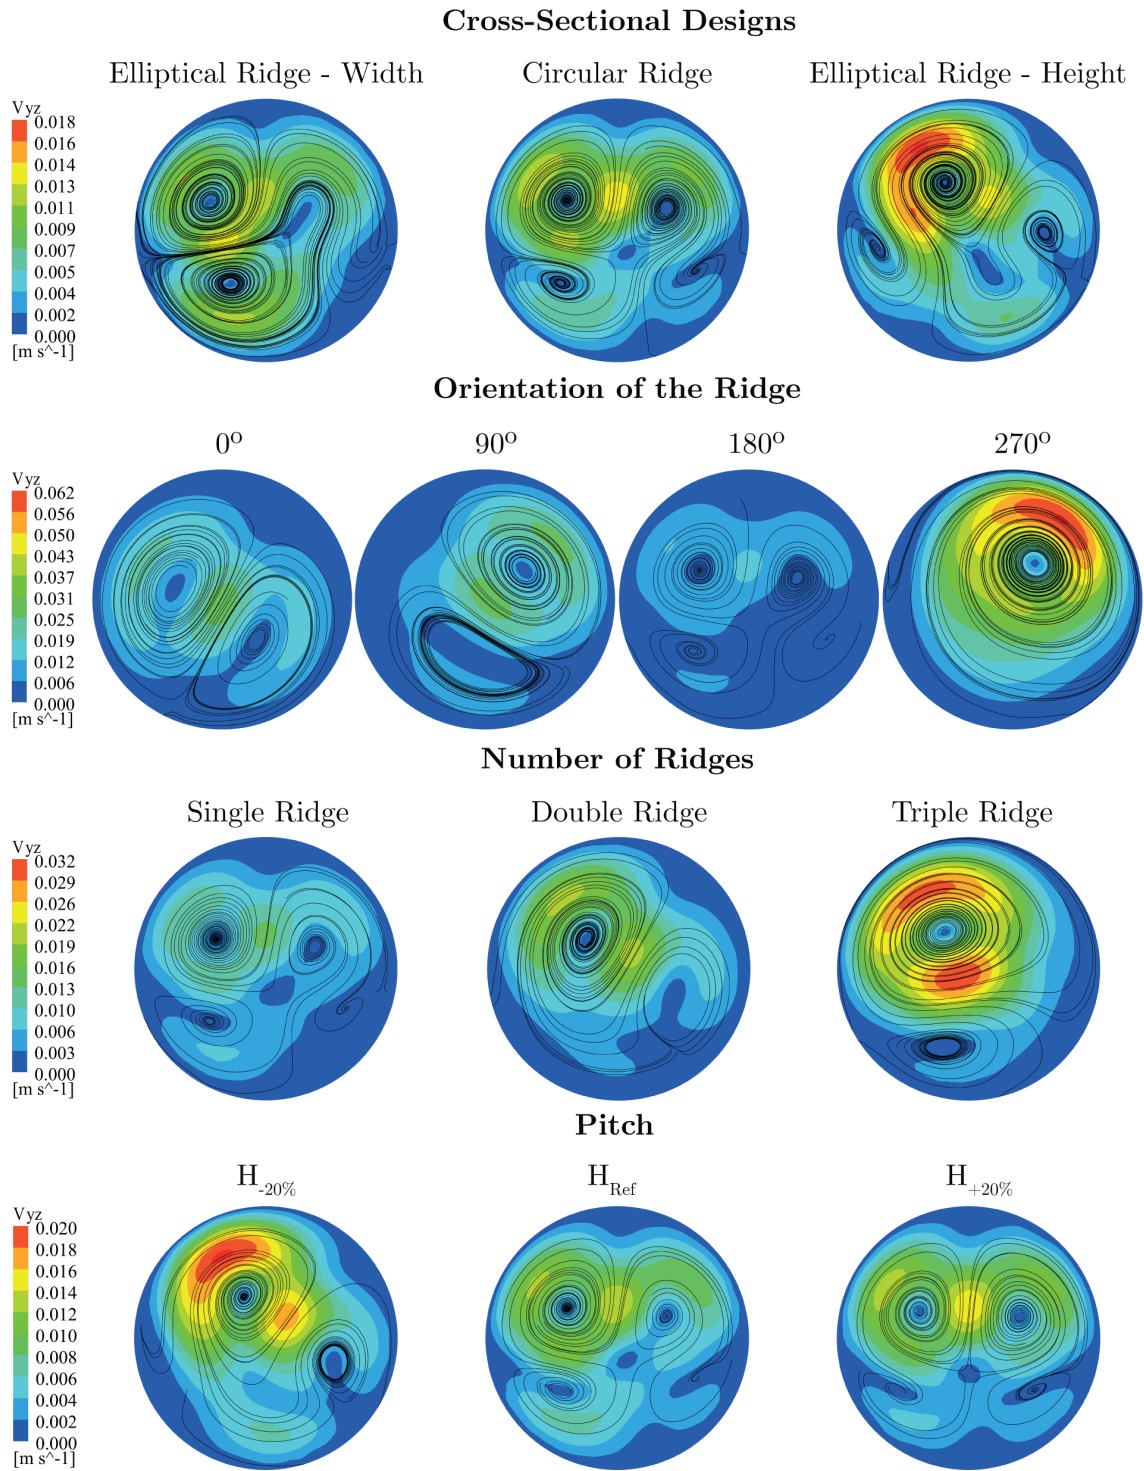 Cross-Sectional Designs
Elliptical Ridge - Width Circular Ridge Elliptical Ridge - Height
Vyz
0.018
0.016
0.014
0.013
0.011
0.009
0.007
0.005
0.004
0.002
0.000
[m s^-1]
Orientation of the Ridge
0º 90º 180º 270º
Vyz
0.062
0.056
0.050
0.043
0.037
0.031
0.025
0.019
0.012
0.006
0.000
[m s^-1]
Number of Ridges
Single Ridge Double Ridge Triple Ridge
Vyz
0.032
0.029
0.026
0.022
0.019
0.016
0.013
0.010
0.006
0.003
0.000
[m s^-1]
Pitch
H-20% HRef H+20%
Vyz
0.020
0.018
0.016
0.014
0.012
0.010
0.008
0.006
0.004
0.002
0.000
[m s^-1]